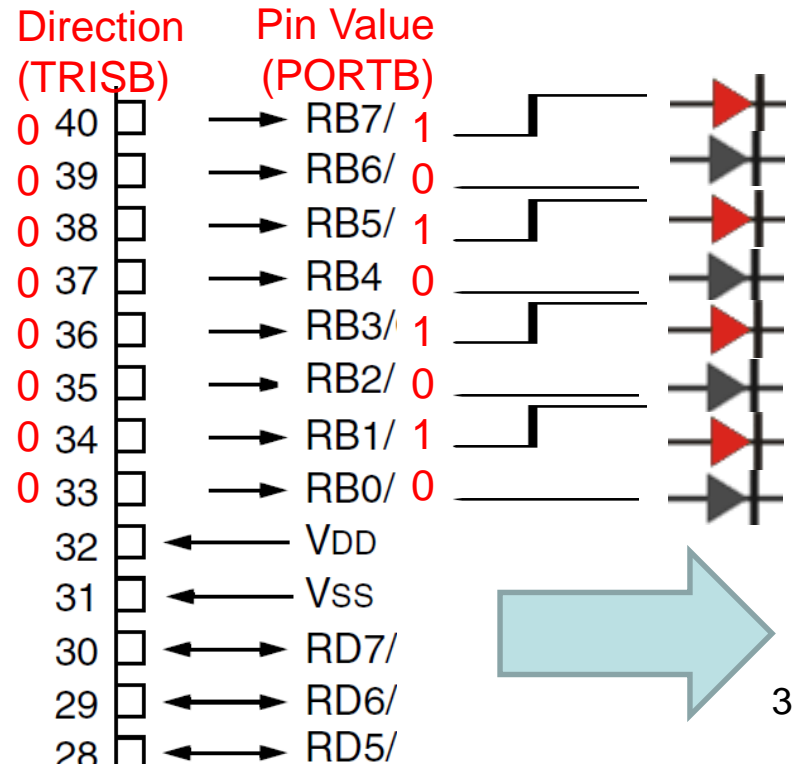 Direction Pin Value
(TRISB) (PORTB)
0 40 RB7/ 1
0 39 RB6/ 0
0 38 RB5/ 1
0 37 RB4 0
0 36 RB3/ 1
0 35 RB2/ 0
0 34 RB1/ 1
0 33 RB0/ 0
32 VDD
31 VSS
30 RD7/
29 RD6/
3
28 RD5/